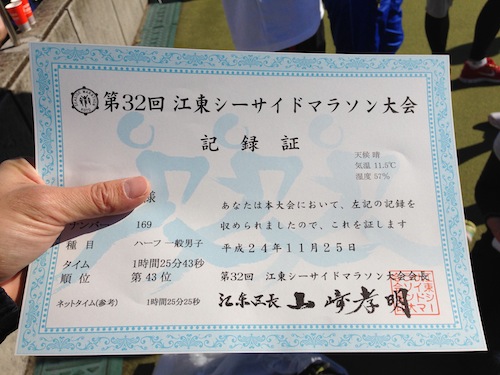 第32回 江東シーサイドマラソン大会
記録証
天候 晴
気温 11.5℃
湿度 57%
様
ナンバー 169
種目 ハーフ 一般男子
タイム 1時間25分43秒
順位 第43位
ネットタイム(参考) 1時間25分25秒
あなたは本大会において、左記の記録を
収められましたので、これを証します
平成24年11月25日
第32回 江東シーサイドマラソン大会会長
江東区長 山﨑孝明